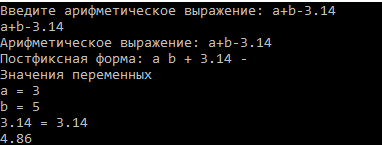 Введите арифметическое выражение: a+b-3.14
a+b-3.14
Арифметическое выражение: a+b-3.14
Постфиксная форма: a b + 3.14 -
Значения переменных
a = 3
b = 5
3.14 = 3.14
4.86